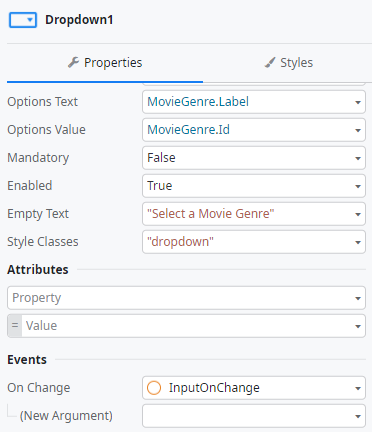 Dropdown1
Properties
Styles
Options Text MovieGenre.Label
Options Value MovieGenre.Id
Mandatory False
Enabled True
Empty Text "Select a Movie Genre"
Style Classes "dropdown"
Attributes
Property
= Value
Events
On Change InputOnChange
(New Argument)